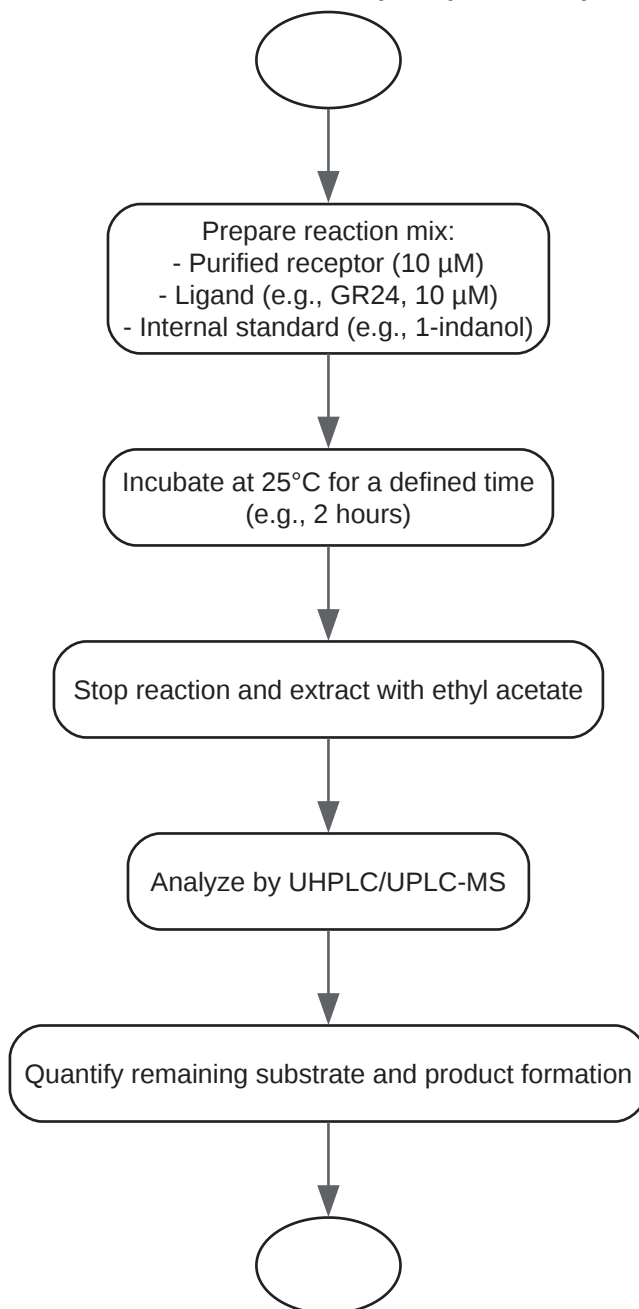 Prepare reaction mix:
- Purified receptor (10 µM)
- Ligand (e.g., GR24, 10 µM)
- Internal standard (e.g., 1-indanol)
Incubate at 25°C for a defined time
(e.g., 2 hours)
Stop reaction and extract with ethyl acetate
Analyze by UHPLC/UPLC-MS
Quantify remaining substrate and product formation